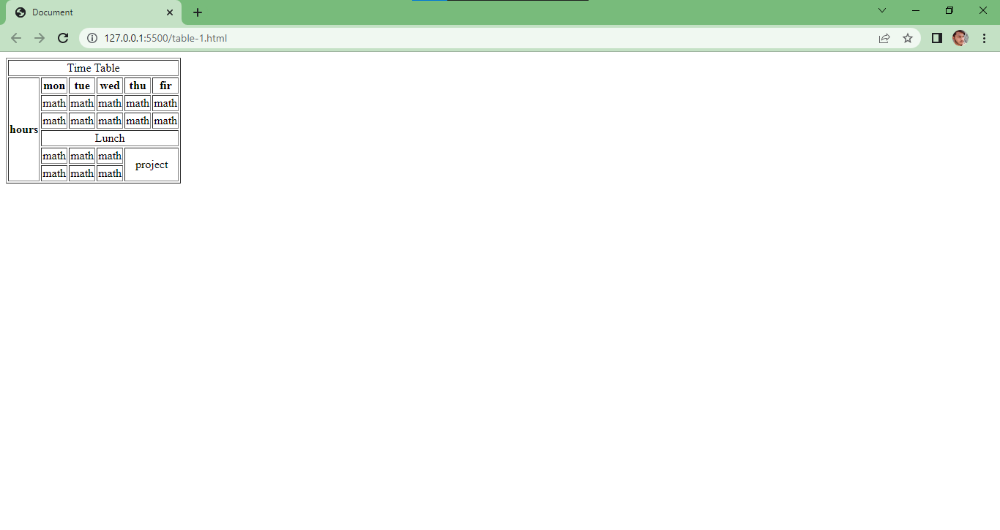 Document
127.0.0.1:5500/table-1.html
Time Table
mon tue wed thu fir
math math math math math
math math math math math
hours
Lunch
math math math
project
math math math